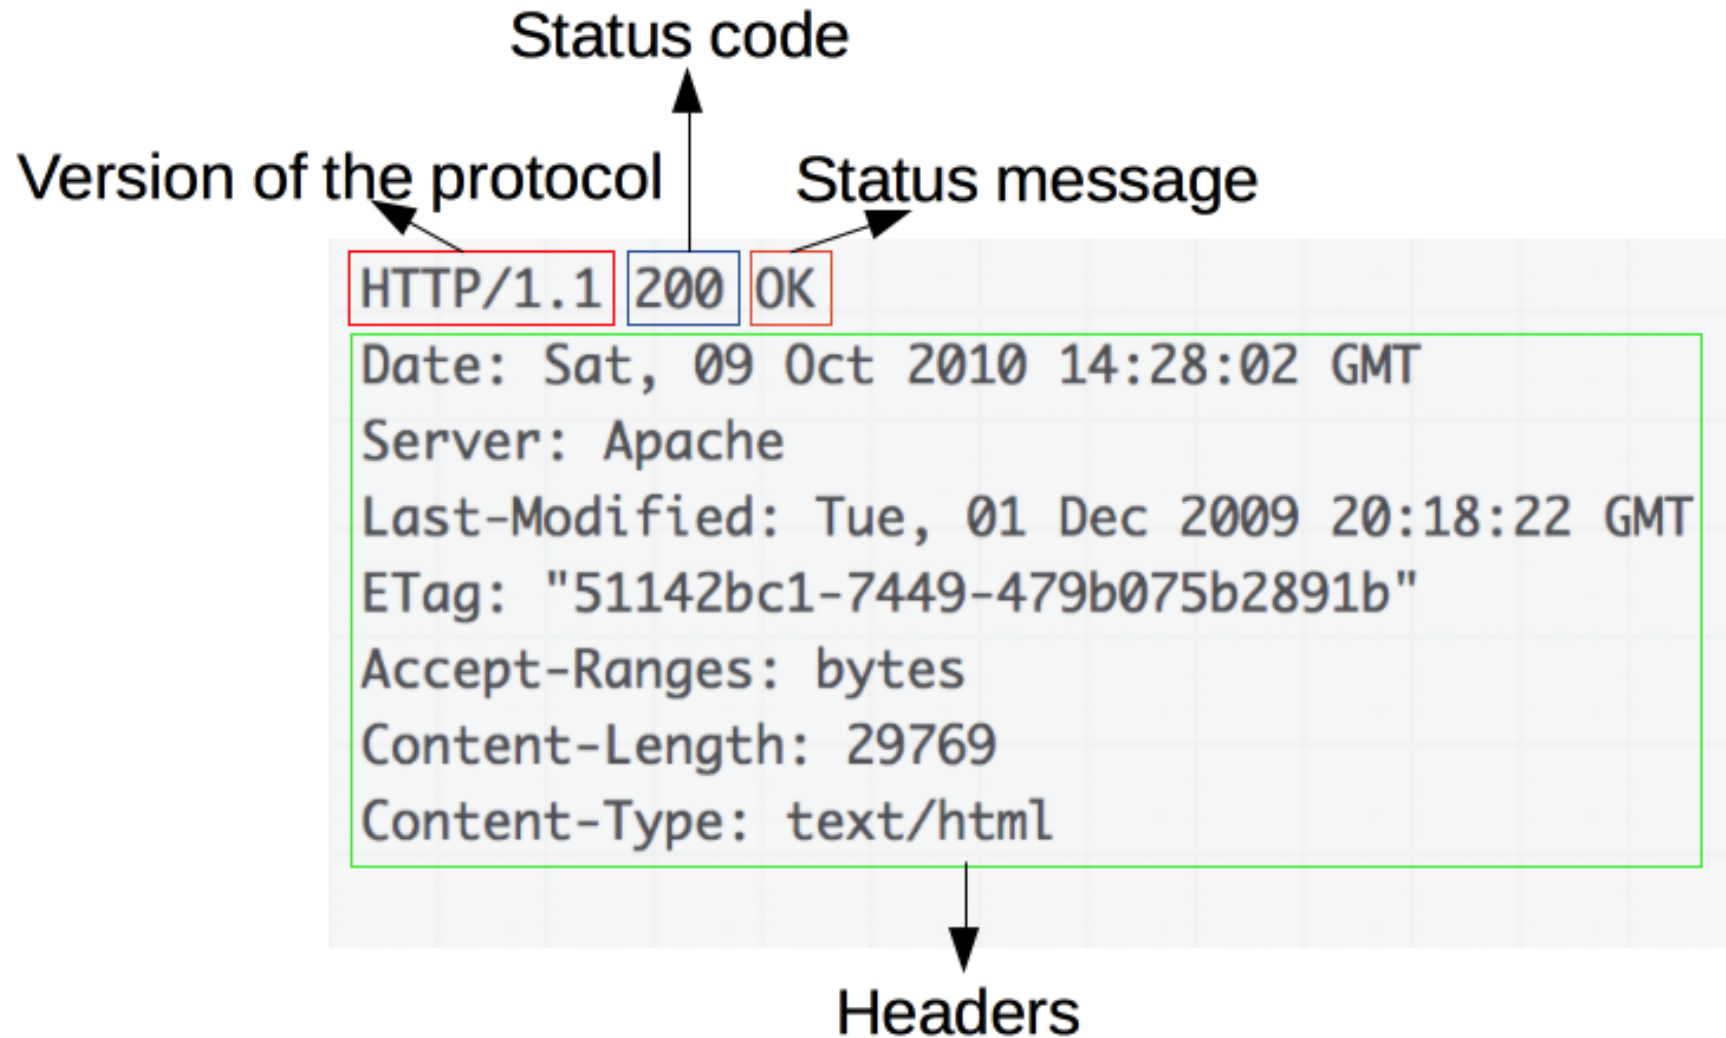 Status code
Version of the protocol
Status message
HTTP/1.1 200 OK
Date: Sat, 09 Oct 2010 14:28:02 GMT
Server: Apache
Last-Modified: Tue, 01 Dec 2009 20:18:22 GMT
ETag: "51142bc1-7449-479b075b2891b"
Accept-Ranges: bytes
Content-Length: 29769
Content-Type: text/html
Headers